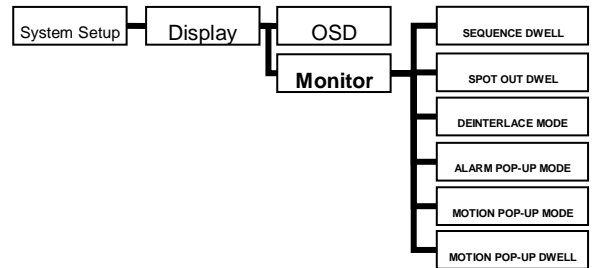 System Setup
Display
OSD
Monitor
SEQUENCE DWELL
SPOT OUT DWEL
DEINTERLACE MODE
ALARM POP-UP MODE
MOTION POP-UP MODE
MOTION POP-UP DWELL